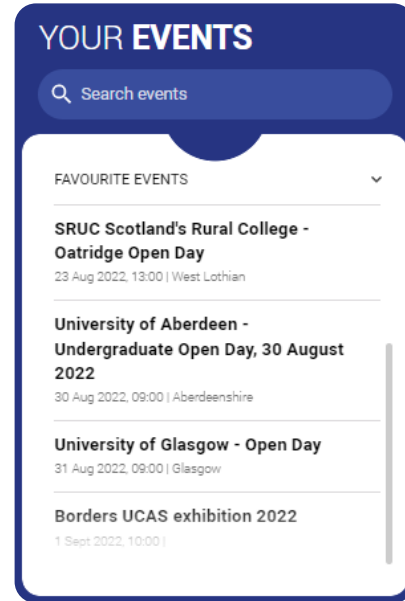 YOUR EVENTS
Search events
FAVOURITE EVENTS
SRUC Scotland's Rural College -
Oatridge Open Day
23 Aug 2022, 13:00 | West Lothian
University of Aberdeen -
Undergraduate Open Day, 30 August
2022
30 Aug 2022, 09:00 | Aberdeenshire
University of Glasgow - Open Day
31 Aug 2022, 09:00 | Glasgow
Borders UCAS exhibition 2022
1 Sept 2022, 10:00 |